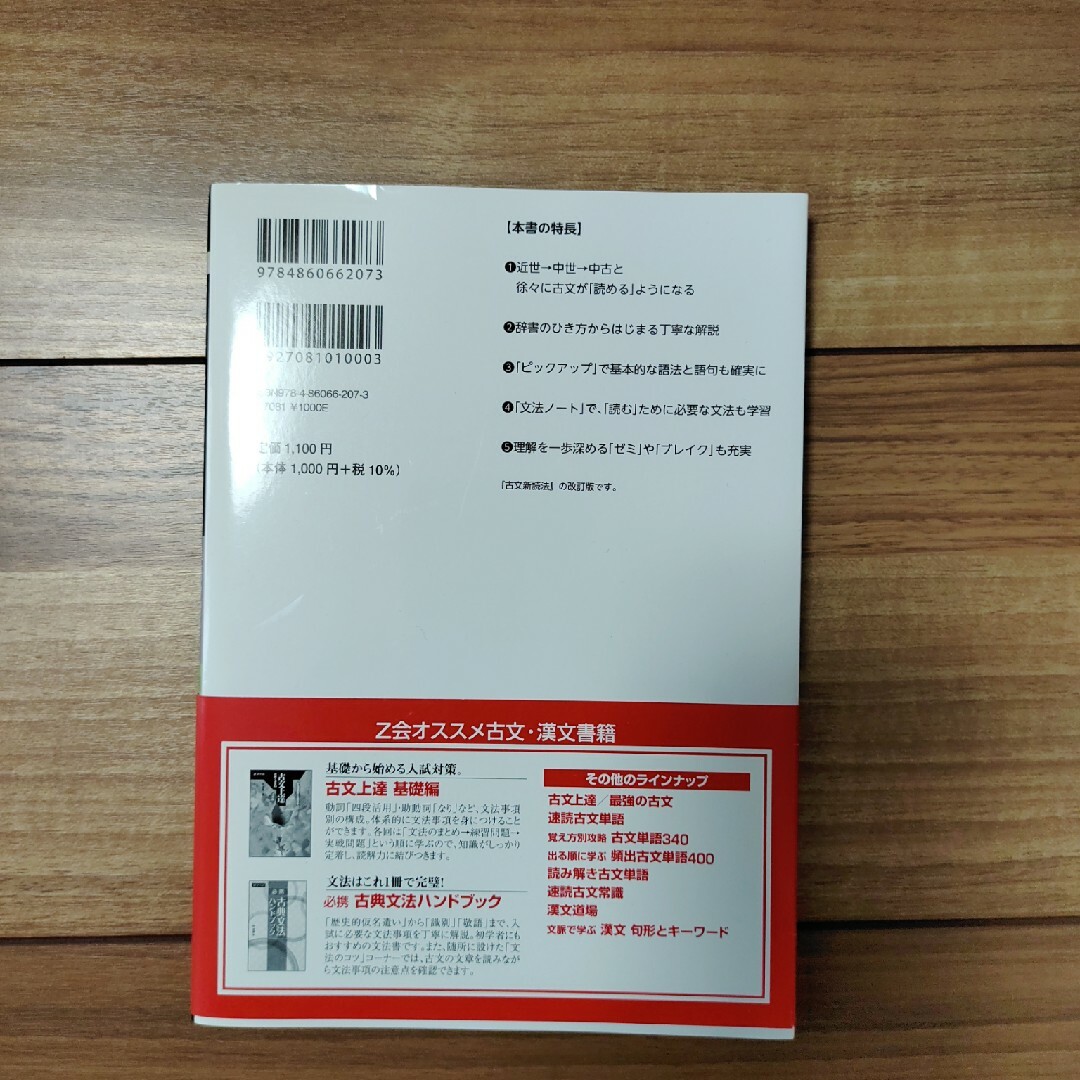 9784860662073
927081010003
978-4-86066-207-3
¥1000E
定価 1,100 円
(本体 1,000 円+税 10%)
【本書の特長】
❶近世→中世→中古と
徐々に古文が「読める」ようになる
❷辞書のひき方からはじまる丁寧な解説
❸「ピックアップ」で基本的な語法と語句も確実に
❹「文法ノート」で、「読む」ために必要な文法も学習
❺理解を一歩深める「ゼミ」や「ブレイク」も充実
『古文新読法』の改訂版です。
Z会オススメ古文・漢文書籍
基礎から始める入試対策。
古文上達 基礎編
動詞「四段活用」・助動詞「なり」など、文法事項
別の構成。体系的に文法事項を身につけること
ができます。各回は「文法のまとめ→練習問題→
実戦問題」という順に学ぶので、知識がしっかり
定着し、読解力に結びつきます。
文法はこれ1冊で完璧!
必携 古典文法ハンドブック
「歴史的仮名遣い」から「識別」「敬語」まで、入
試に必要な文法事項を丁寧に解説。初学者にも
おすすめの文法書です。また、随所に設けた「文
法のコツ」コーナーでは、古文の文章を読みなが
ら文法事項の注意点を確認できます。
その他のラインナップ
古文上達/最強の古文
速読古文単語
覚え方別攻略 古文単語340
出る順に学ぶ 頻出古文単語400
読み解き古文単語
速読古文常識
漢文道場
文脈で学ぶ 漢文 句形とキーワード
古文上達
古典文法
ハンドブック